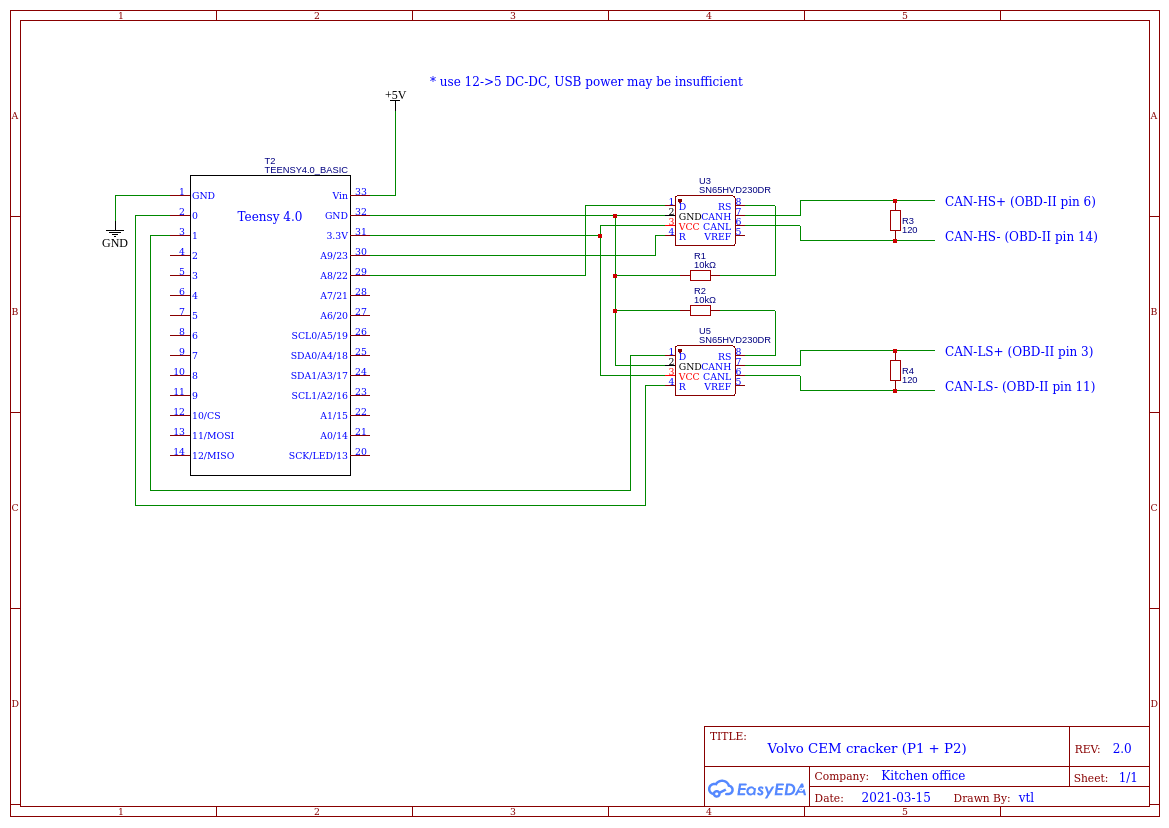 1 2 3 4 5
A A
B B
C C
D D
* use 12->5 DC-DC, USB power may be insufficient
+5V
GND
T2
TEENSY4.0_BASIC
Teensy 4.0
1 GND Vin 33
2 0 GND 32
3 1 3.3V 31
4 2 A9/23 30
5 3 A8/22 29
6 4 A7/21 28
7 5 A6/20 27
8 6 SCL0/A5/19 26
9 7 SDA0/A4/18 25
10 8 SDA1/A3/17 24
11 9 SCL1/A2/16 23
12 10/CS A1/15 22
13 11/MOSI A0/14 21
14 12/MISO SCK/LED/13 20
U3
SN65HVD230DR
1 D RS 8
2 GND CANH 7
3 VCC CANL 6
4 R VREF 5
R1
10kΩ
R2
10kΩ
U5
SN65HVD230DR
1 D RS 8
2 GND CANH 7
3 VCC CANL 6
4 R VREF 5
CAN-HS+ (OBD-II pin 6)
R3
120
CAN-HS- (OBD-II pin 14)
CAN-LS+ (OBD-II pin 3)
R4
120
CAN-LS- (OBD-II pin 11)
TITLE:
Volvo CEM cracker (P1 + P2)
REV: 2.0
EasyEDA
Company: Kitchen office
Sheet: 1/1
Date: 2021-03-15 Drawn By: vtl
1 2 3 4 5